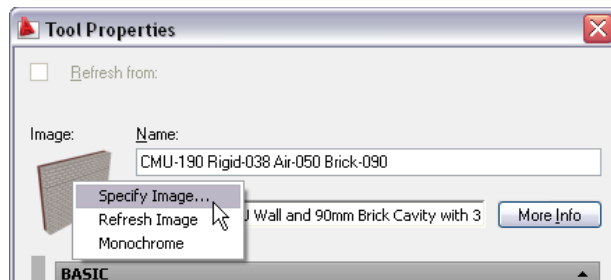 Tool Properties
Refresh from:
Image:
Name:
CMU-190 Rigid-038 Air-050 Brick-090
Specify Image...
Refresh Image
Monochrome
Wall and 90mm Brick Cavity with 3
More Info
BASIC